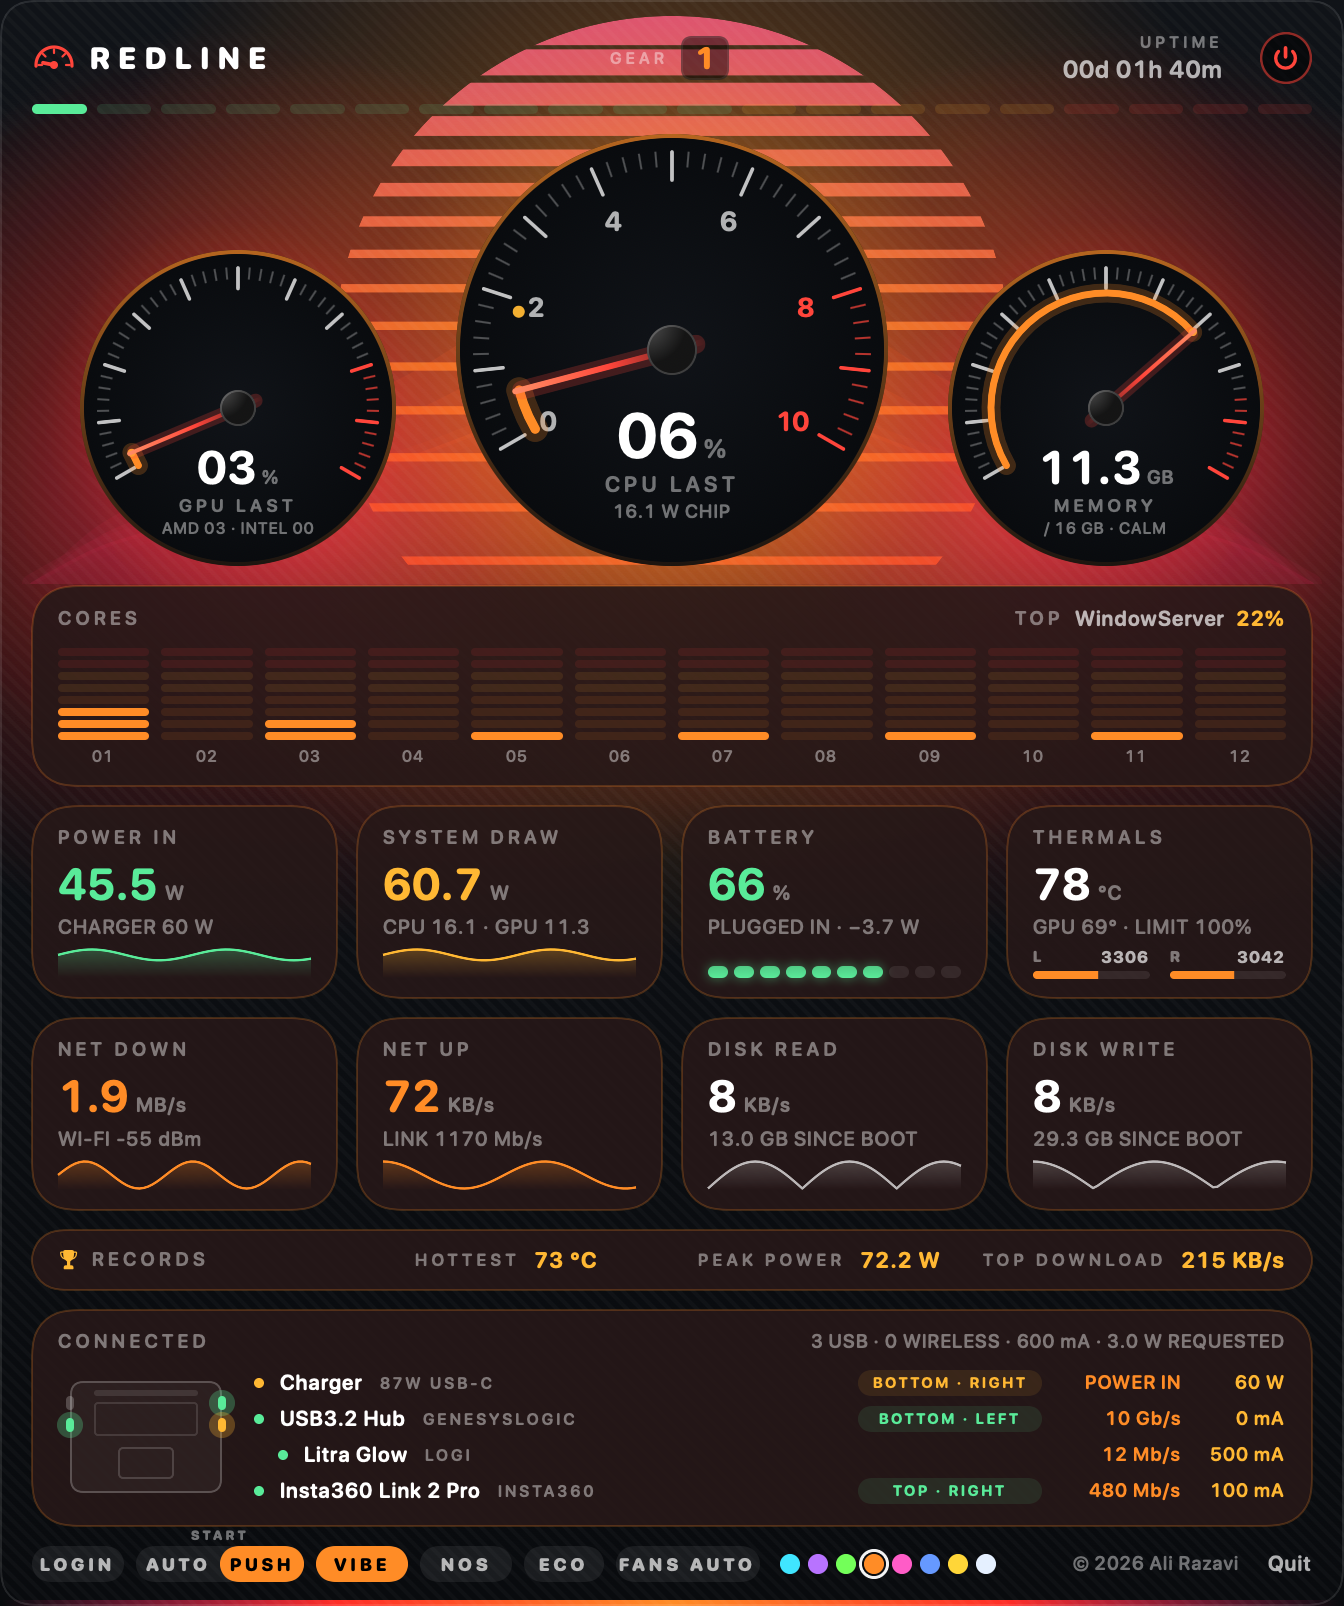 REDLINE
GEAR 1
UPTIME
00d 01h 40m
4 6
2 8
0 10
06 %
CPU LAST
16.1 W CHIP
03 %
GPU LAST
AMD 03 · INTEL 00
11.3 GB
MEMORY
/ 16 GB · CALM
CORES TOP WindowServer 22%
01 02 03 04 05 06 07 08 09 10 11 12
POWER IN
45.5 W
CHARGER 60 W
SYSTEM DRAW
60.7 W
CPU 16.1 · GPU 11.3
BATTERY
66 %
PLUGGED IN · −3.7 W
THERMALS
78 °C
GPU 69° · LIMIT 100%
L 3306 R 3042
NET DOWN
1.9 MB/s
WI-FI -55 dBm
NET UP
72 KB/s
LINK 1170 Mb/s
DISK READ
8 KB/s
13.0 GB SINCE BOOT
DISK WRITE
8 KB/s
29.3 GB SINCE BOOT
RECORDS HOTTEST 73 °C PEAK POWER 72.2 W TOP DOWNLOAD 215 KB/s
CONNECTED 3 USB · 0 WIRELESS · 600 mA · 3.0 W REQUESTED
Charger 87W USB-C BOTTOM · RIGHT POWER IN 60 W
USB3.2 Hub GENESYSLOGIC BOTTOM · LEFT 10 Gb/s 0 mA
Litra Glow LOGI 12 Mb/s 500 mA
Insta360 Link 2 Pro INSTA360 TOP · RIGHT 480 Mb/s 100 mA
START
LOGIN AUTO PUSH VIBE NOS ECO FANS AUTO © 2026 Ali Razavi Quit